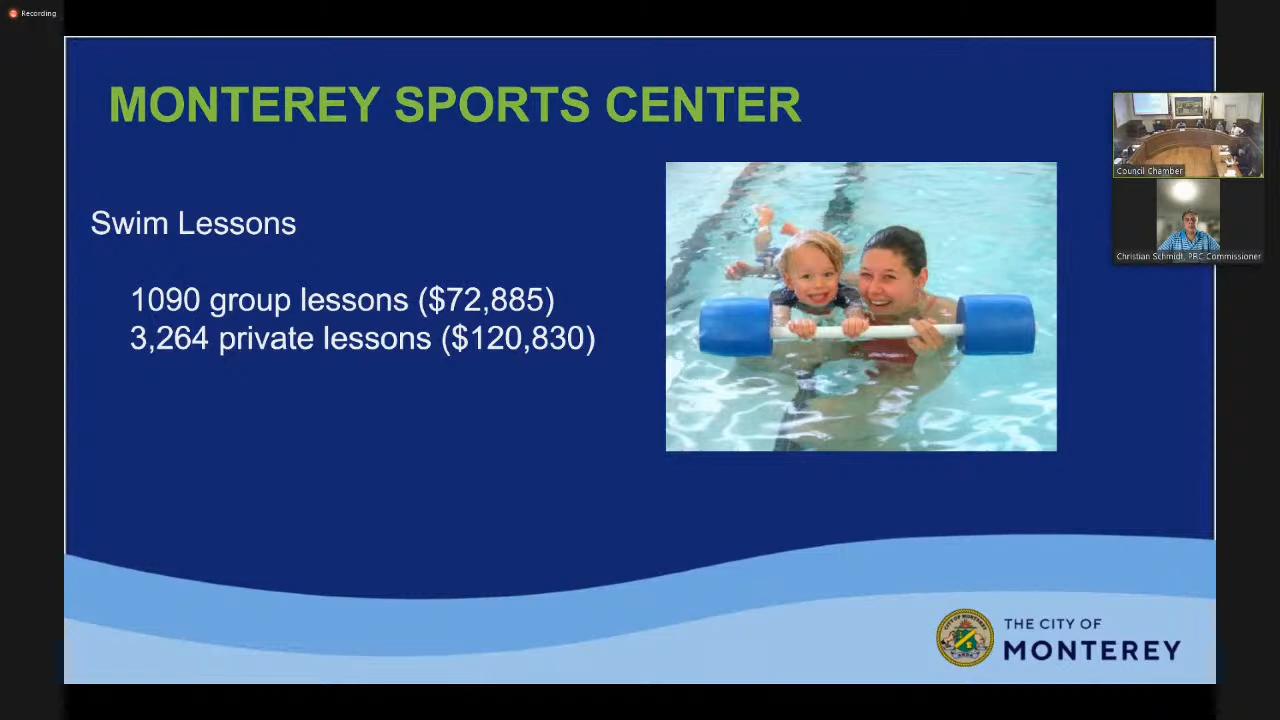 Recording
MONTEREY SPORTS CENTER
Swim Lessons
1090 group lessons ($72,885)
3,264 private lessons ($120,830)
Council Chamber
Christian Schmidt, PRC Commissioner
THE CITY OF
MONTEREY